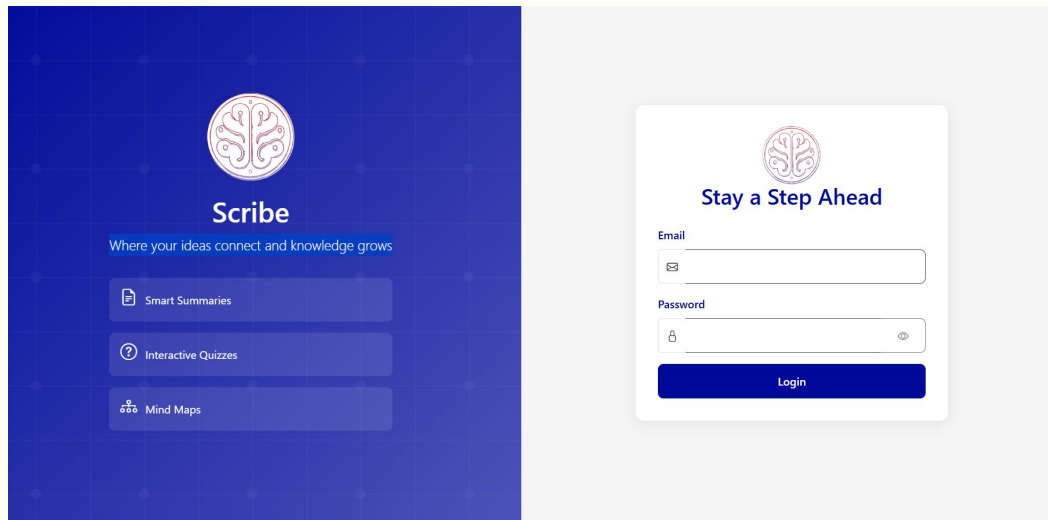 Scribe
Where your ideas connect and knowledge grows
Smart Summaries
Interactive Quizzes
Mind Maps
Stay a Step Ahead
Email
Password
Login